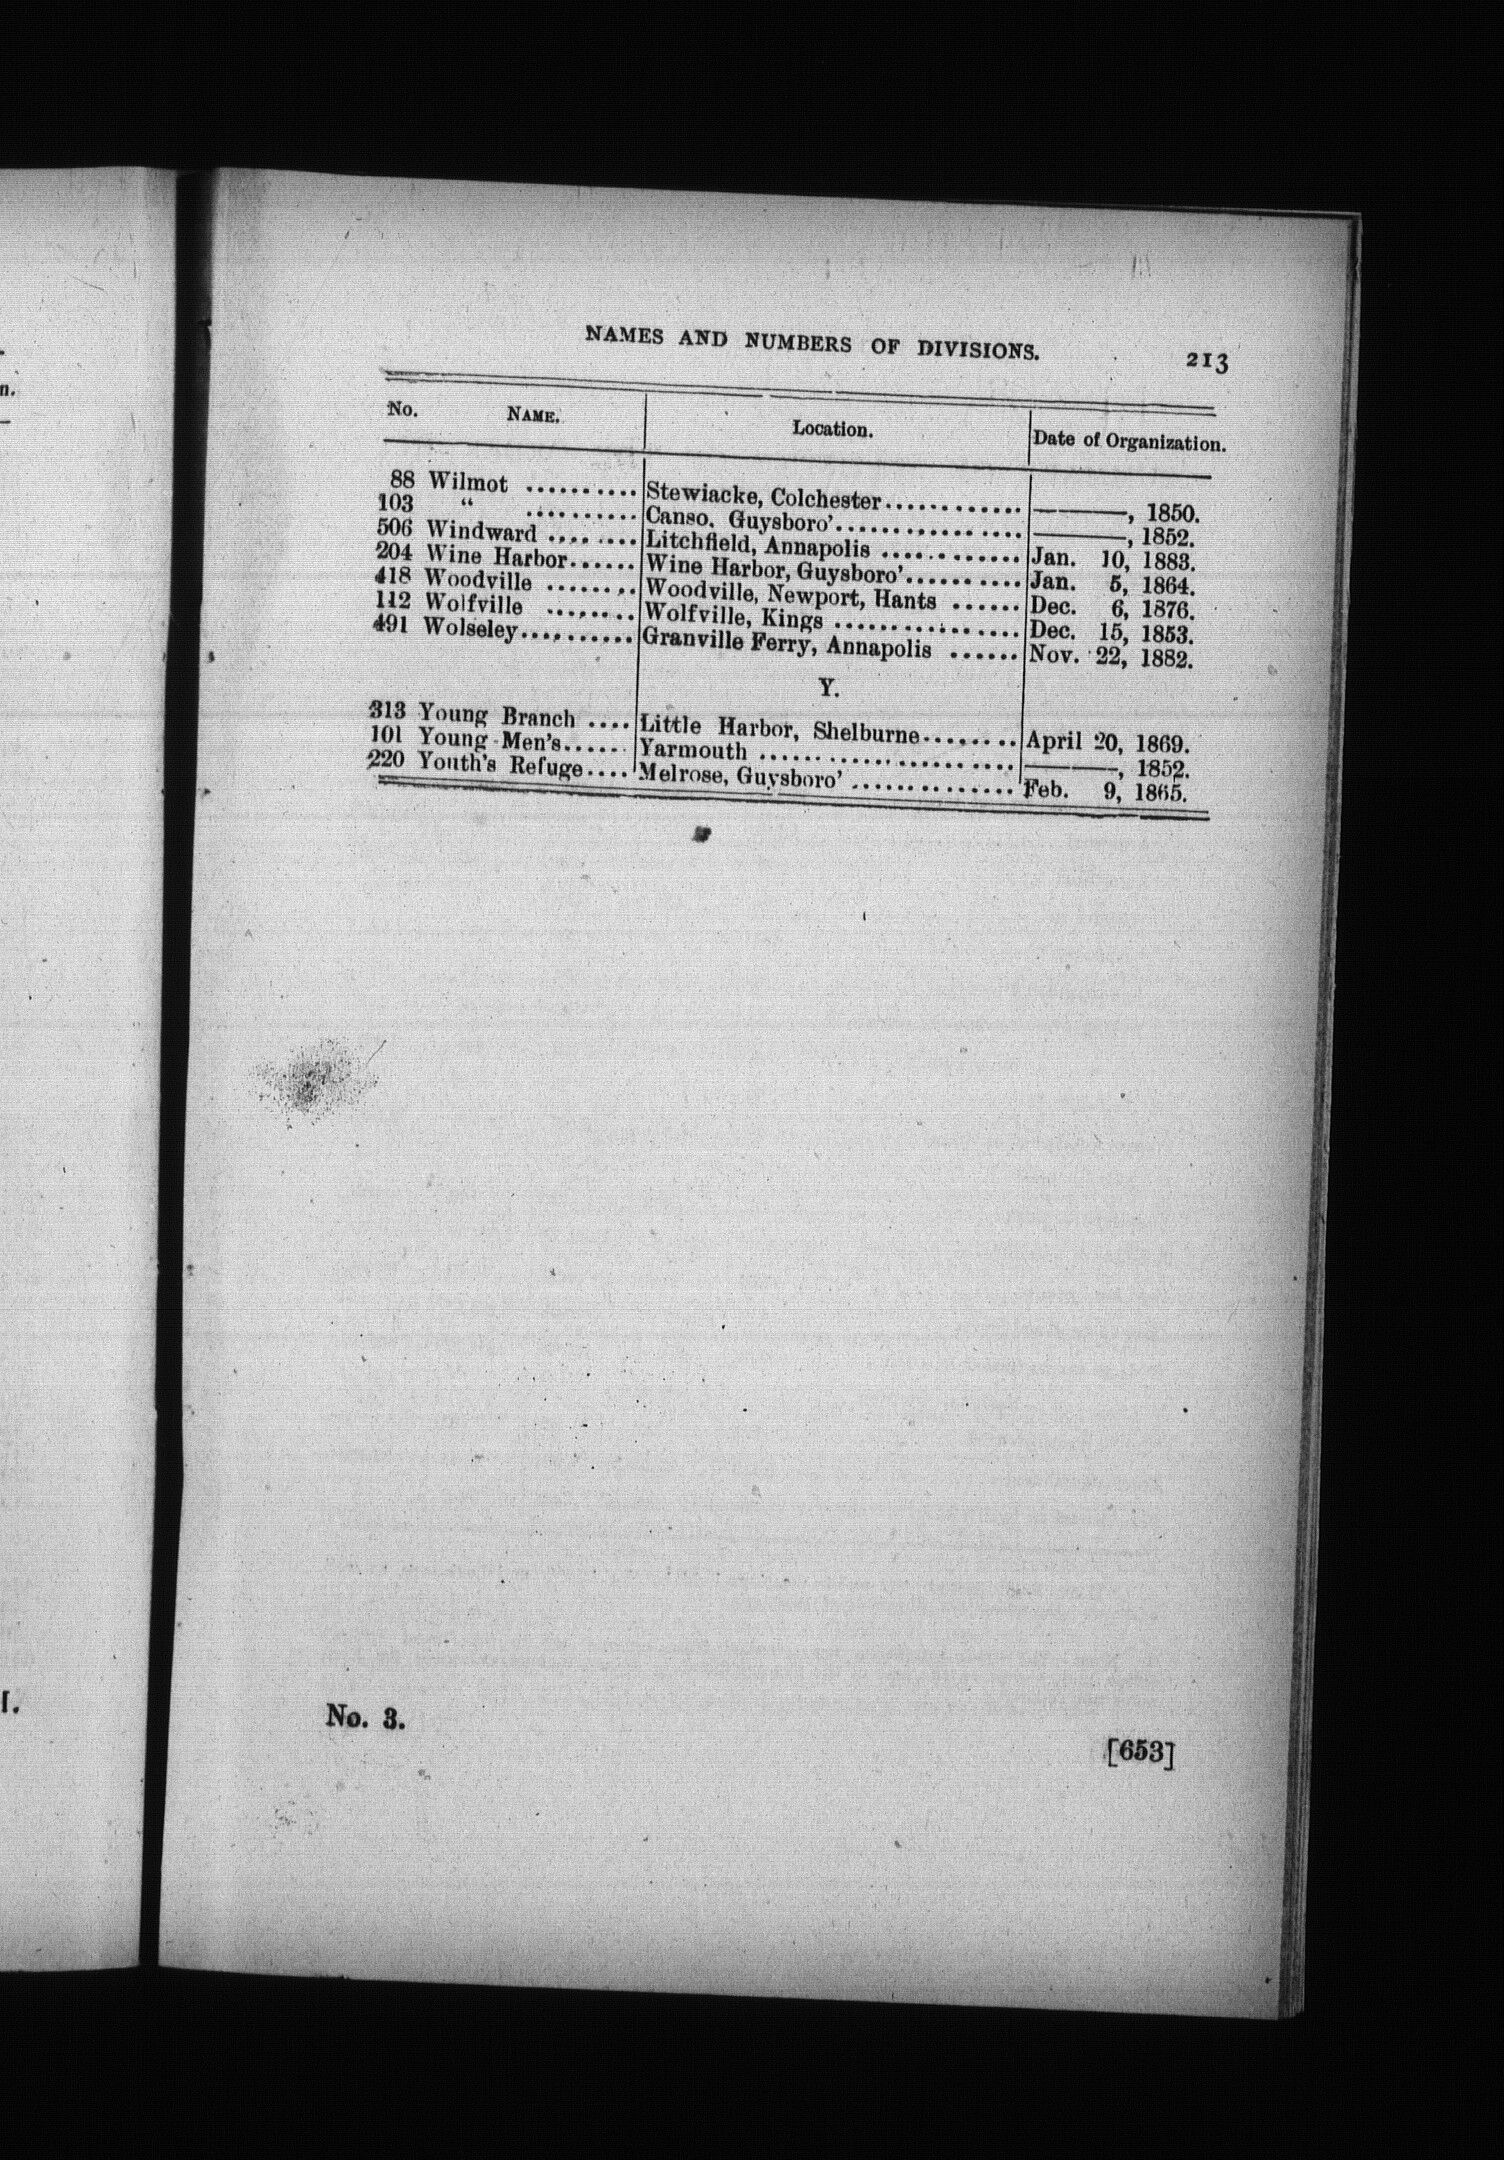 n.
NAMES AND NUMBERS OF DIVISIONS. 213
No. NAME. Location. Date of Organization.
88 Wilmot .......... Stewiacke, Colchester............ ————, 1850.
103 “ .......... Canso. Guysboro’................ ————, 1852.
506 Windward ........ Litchfield, Annapolis ............ Jan. 10, 1883.
204 Wine Harbor...... Wine Harbor, Guysboro’.......... Jan. 5, 1864.
418 Woodville ........ Woodville, Newport, Hants ...... Dec. 6, 1876.
112 Wolfville ........ Wolfville, Kings ................ Dec. 15, 1853.
491 Wolseley.......... Granville Ferry, Annapolis ...... Nov. 22, 1882.
Y.
313 Young Branch .... Little Harbor, Shelburne........ April 20, 1869.
101 Young Men's...... Yarmouth ...................... ————, 1852.
220 Youth's Refuge.... Melrose, Guysboro’ .............. Feb. 9, 1865.
I.
No. 3.
[653]